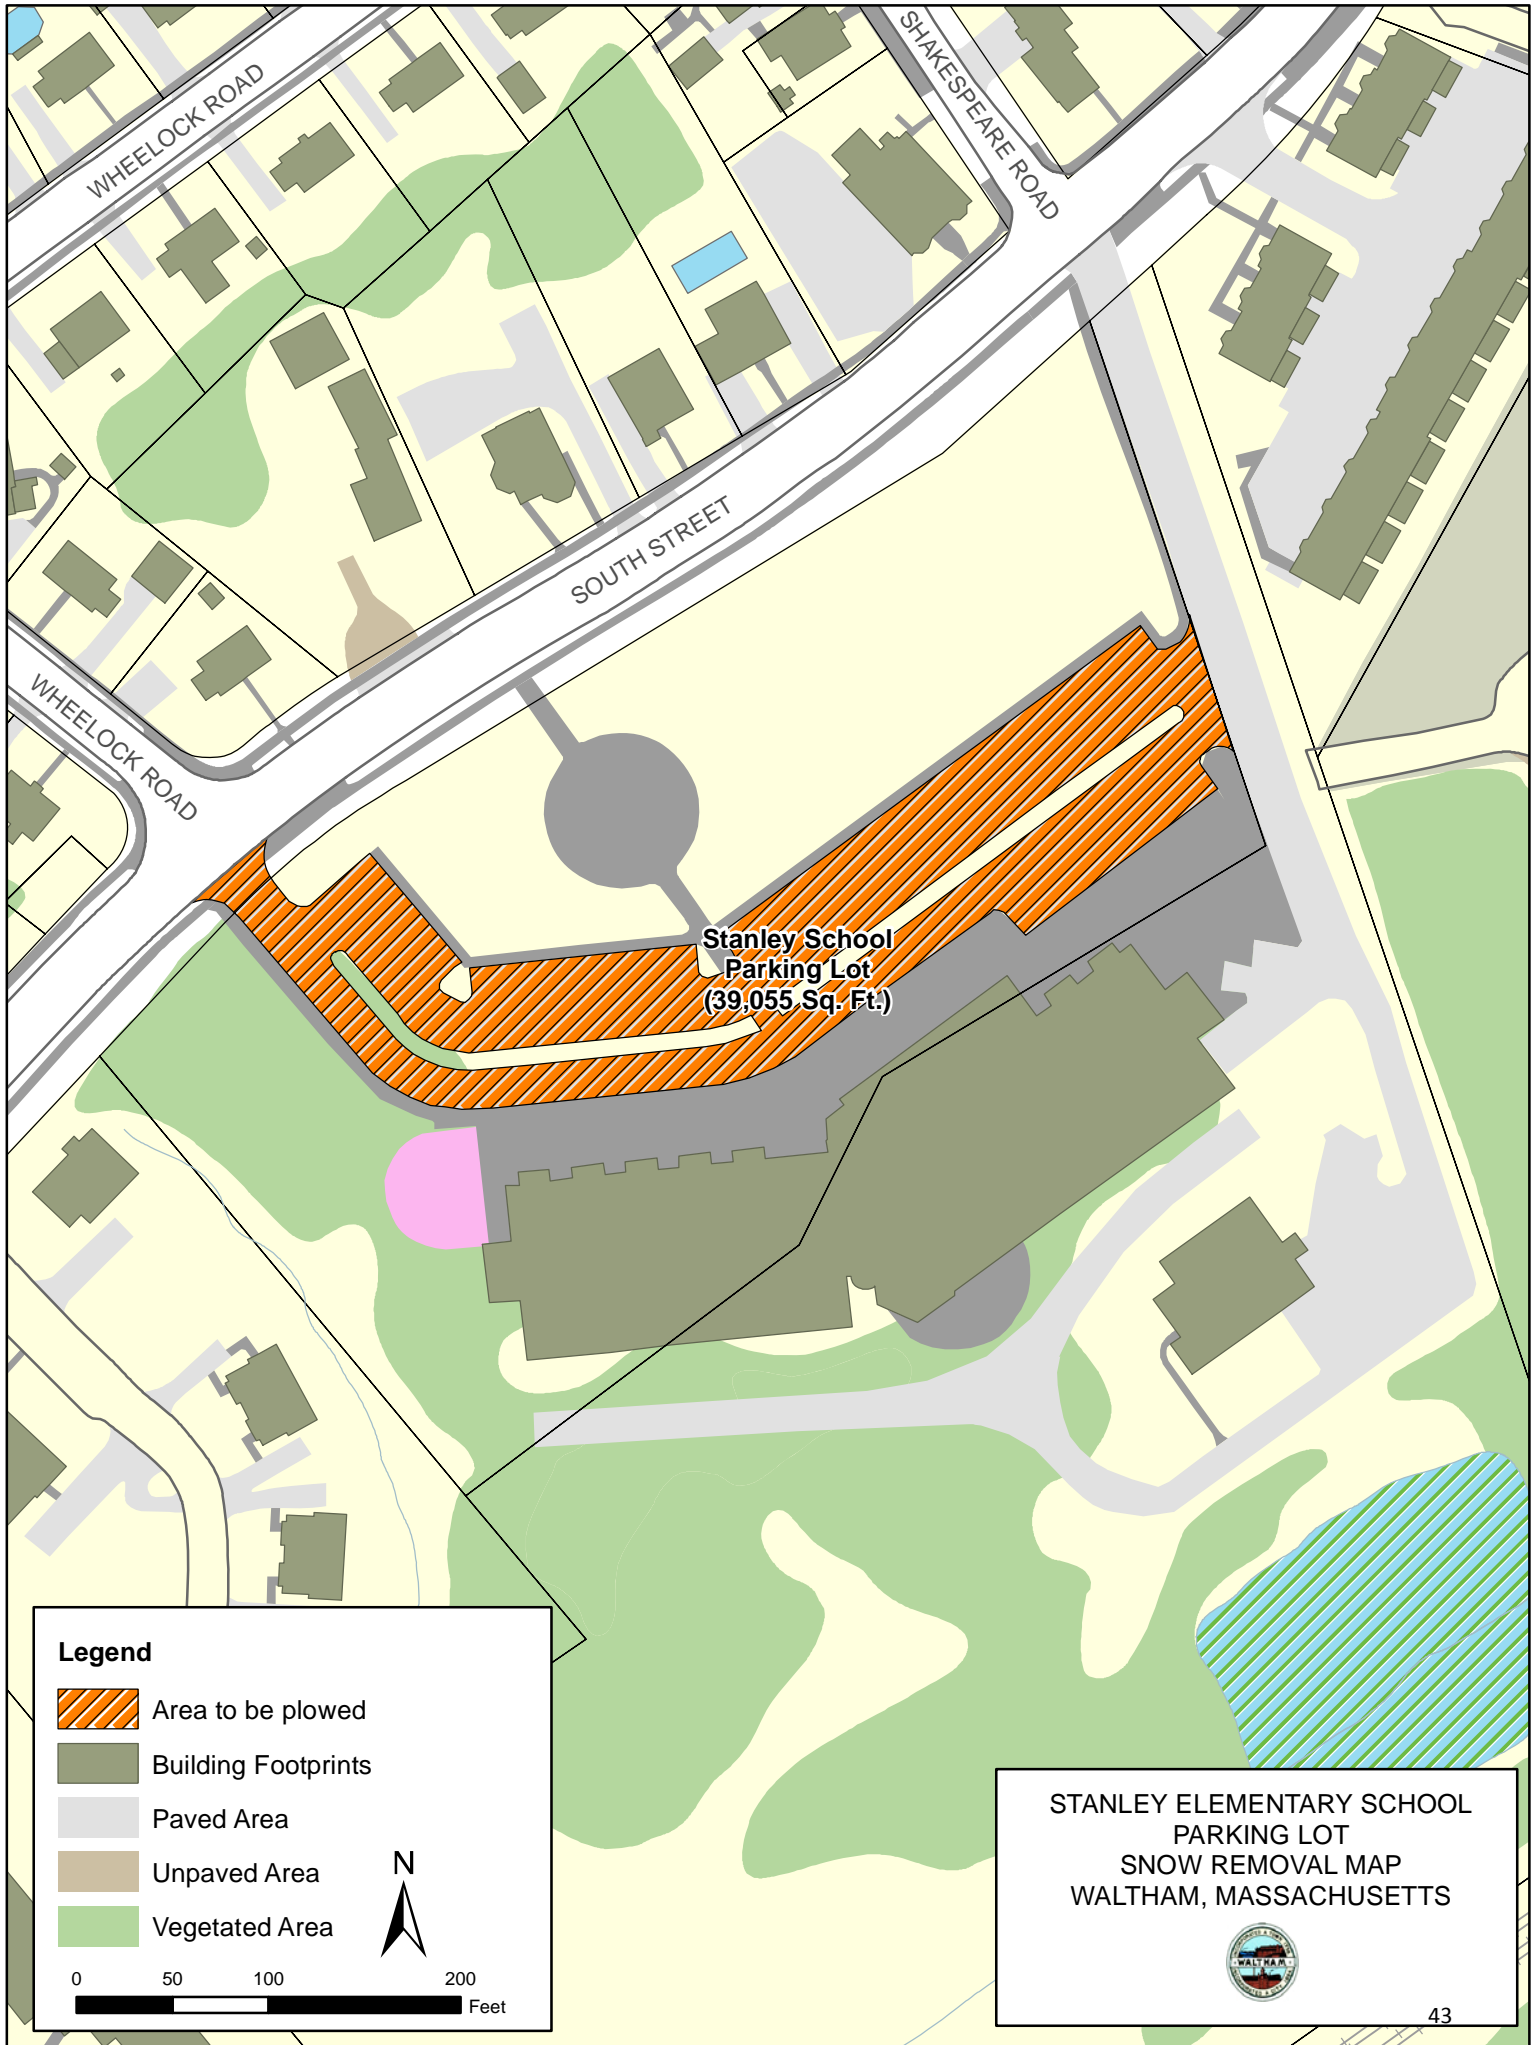 WHEELOCK ROAD
SHAKESPEARE ROAD
SOUTH STREET
WHEELOCK ROAD
Stanley School
Parking Lot
(39,055 Sq. Ft.)
Legend
Area to be plowed
Building Footprints
Paved Area
Unpaved Area
Vegetated Area
N
0 50 100 200
Feet
STANLEY ELEMENTARY SCHOOL
PARKING LOT
SNOW REMOVAL MAP
WALTHAM, MASSACHUSETTS
WALTHAM
43